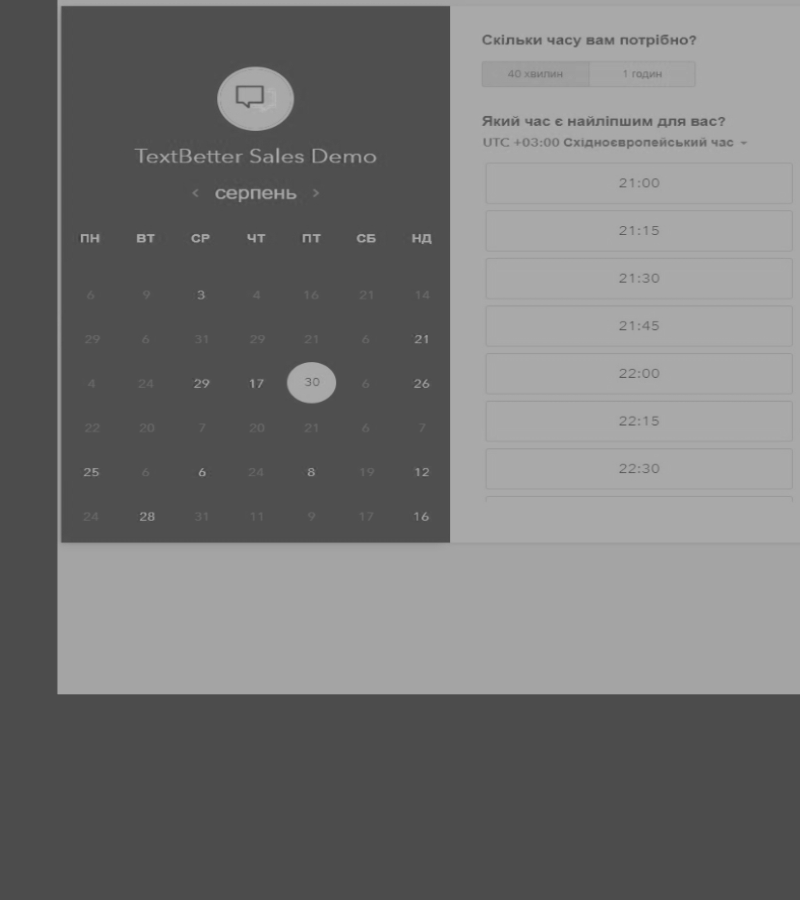 TextBetter Sales Demo
‹ серпень ›
ПН ВТ СР ЧТ ПТ СБ НД
6 9 3 4 16 21 14
29 6 31 29 21 6 21
4 24 29 17 30 6 26
22 20 7 20 21 6 7
25 6 6 24 8 19 12
24 28 31 11 9 17 16
Скільки часу вам потрібно?
40 хвилин 1 годин
Який час є найліпшим для вас?
UTC +03:00 Східноєвропейський час
21:00
21:15
21:30
21:45
22:00
22:15
22:30